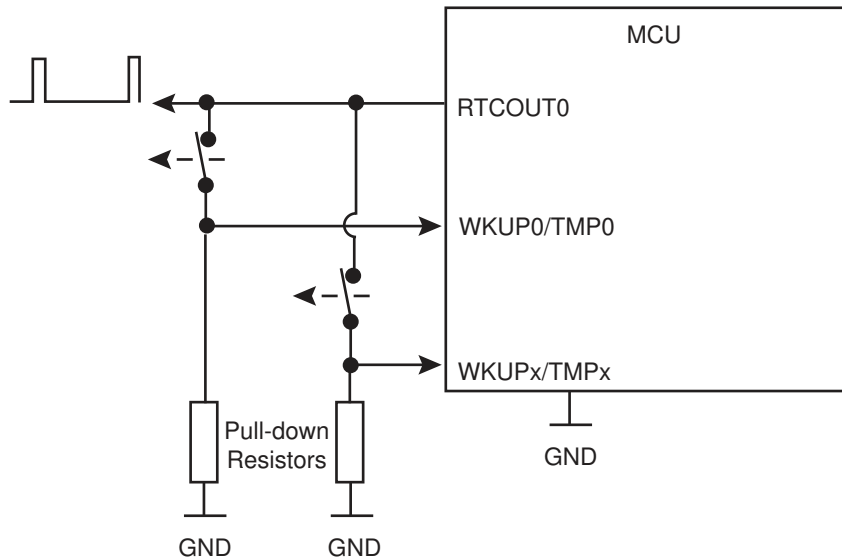 MCU
RTCOUT0
WKUP0/TMP0
WKUPx/TMPx
Pull-down
Resistors
GND
GND
GND